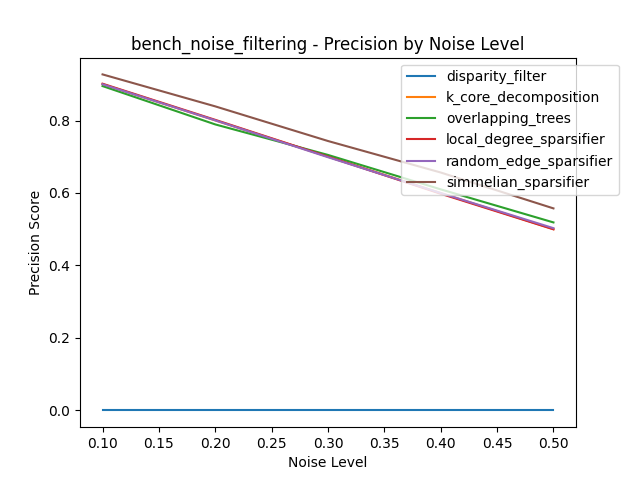 bench_noise_filtering - Precision by Noise Level
disparity_filter
k_core_decomposition
overlapping_trees
local_degree_sparsifier
random_edge_sparsifier
simmelian_sparsifier
Precision Score
0.8
0.6
0.4
0.2
0.0
0.10 0.15 0.20 0.25 0.30 0.35 0.40 0.45 0.50
Noise Level